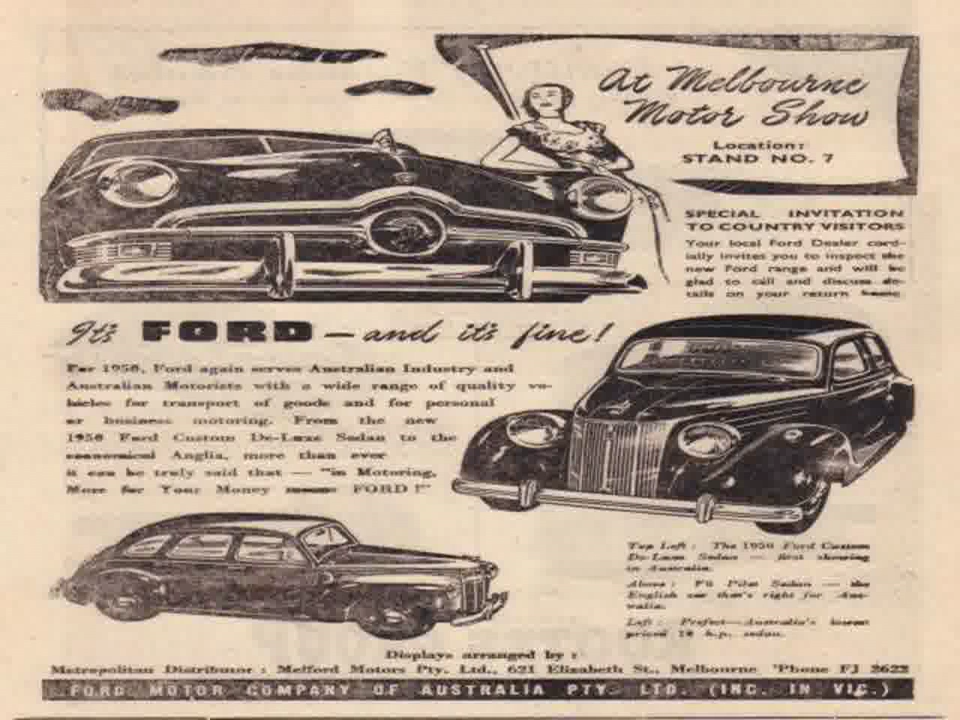 At Melbourne
Motor Show
Location:
STAND NO. 7
SPECIAL INVITATION
TO COUNTRY VISITORS
Your local Ford Dealer cord-
ially invites you to inspect the
new Ford range and will be
glad to call and discuss de-
tails on your return home.
It's FORD — and it's fine!
For 1950, Ford again serves Australian Industry and
Australian Motorists with a wide range of quality ve-
hicles for transport of goods and for personal
or business motoring. From the new
1950 Ford Custom De-Luxe Sedan to the
economical Anglia, more than ever
it can be truly said that — "in Motoring,
More for Your Money means FORD!"
Top Left: The 1950 Ford Custom
De-Luxe Sedan — first showing
in Australia.
Above: V8 Pilot Sedan — the
English car that's right for Aus-
tralia.
Left: Prefect—Australia's lowest
priced 10 h.p. sedan.
Displays arranged by:
Metropolitan Distributor: Melford Motors Pty. Ltd., 621 Elizabeth St., Melbourne 'Phone FJ 2622
FORD MOTOR COMPANY OF AUSTRALIA PTY. LTD. (INC. IN VIC.)